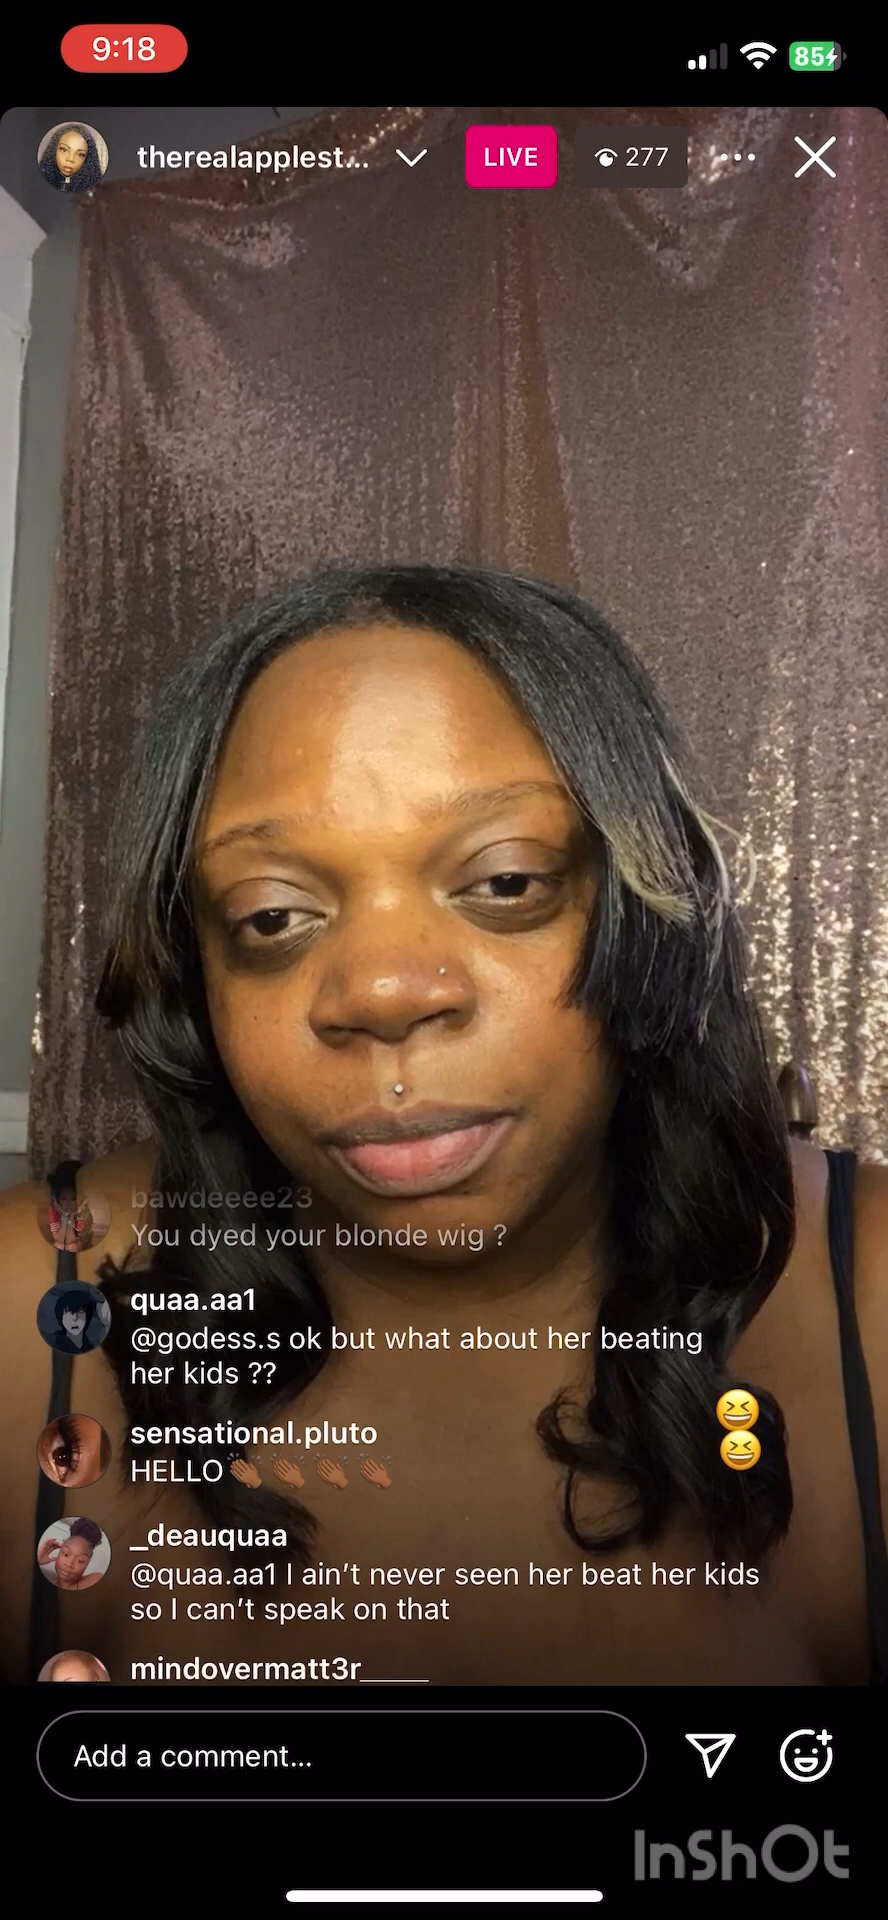 9:18
85
therealapplest...
LIVE
277
bawdeeee23
You dyed your blonde wig ?
quaa.aa1
@godess.s ok but what about her beating
her kids ??
sensational.pluto
HELLO👏🏾👏🏾👏🏾👏🏾
_deauquaa
@quaa.aa1 I ain’t never seen her beat her kids
so I can’t speak on that
mindovermatt3r_____
Add a comment...
InShOt